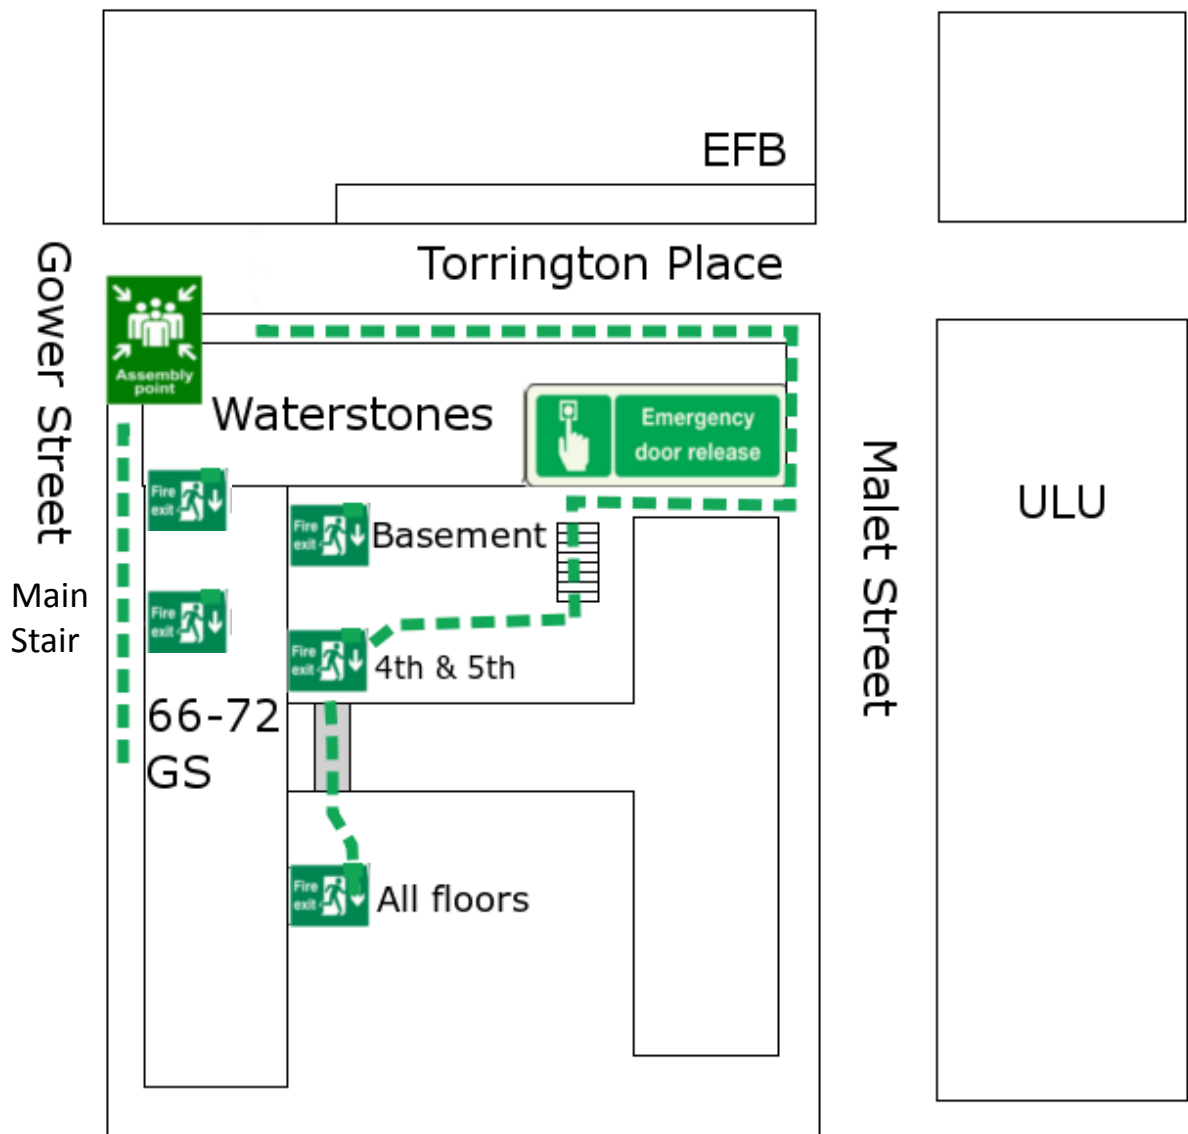 EFB
Torrington Place
Gower Street
Assembly
point
Waterstones
Emergency
door release
Malet Street
ULU
Fire
exit
Fire
exit
Basement
Main
Stair
Fire
exit
Fire
exit
4th & 5th
66-72
GS
Fire
exit
All floors